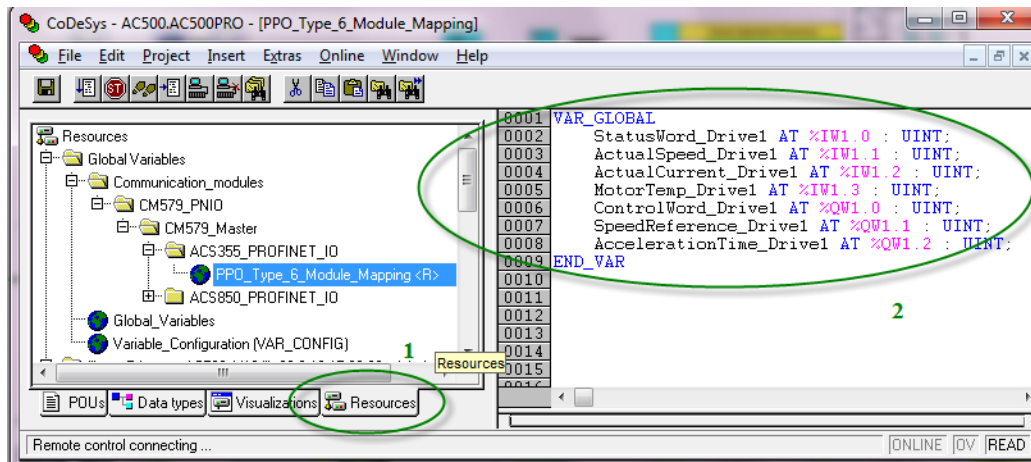 CoDeSys - AC500.AC500PRO - [PPO_Type_6_Module_Mapping]
File Edit Project Insert Extras Online Window Help
Resources
Global Variables
Communication_modules
CM579_PNIO
CM579_Master
ACS355_PROFINET_IO
PPO_Type_6_Module_Mapping <R>
ACS850_PROFINET_IO
Global_Variables
Variable_Configuration (VAR_CONFIG)
1
Resources
POUs Data types Visualizations Resources
0001 VAR_GLOBAL
0002 StatusWord_Drive1 AT %IW1.0 : UINT;
0003 ActualSpeed_Drive1 AT %IW1.1 : UINT;
0004 ActualCurrent_Drive1 AT %IW1.2 : UINT;
0005 MotorTemp_Drive1 AT %IW1.3 : UINT;
0006 ControlWord_Drive1 AT %QW1.0 : UINT;
0007 SpeedReference_Drive1 AT %QW1.1 : UINT;
0008 AccelerationTime_Drive1 AT %QW1.2 : UINT;
0009 END_VAR
0010
0011
0012
0013
0014
0015
2
Remote control connecting ...
ONLINE OV READ